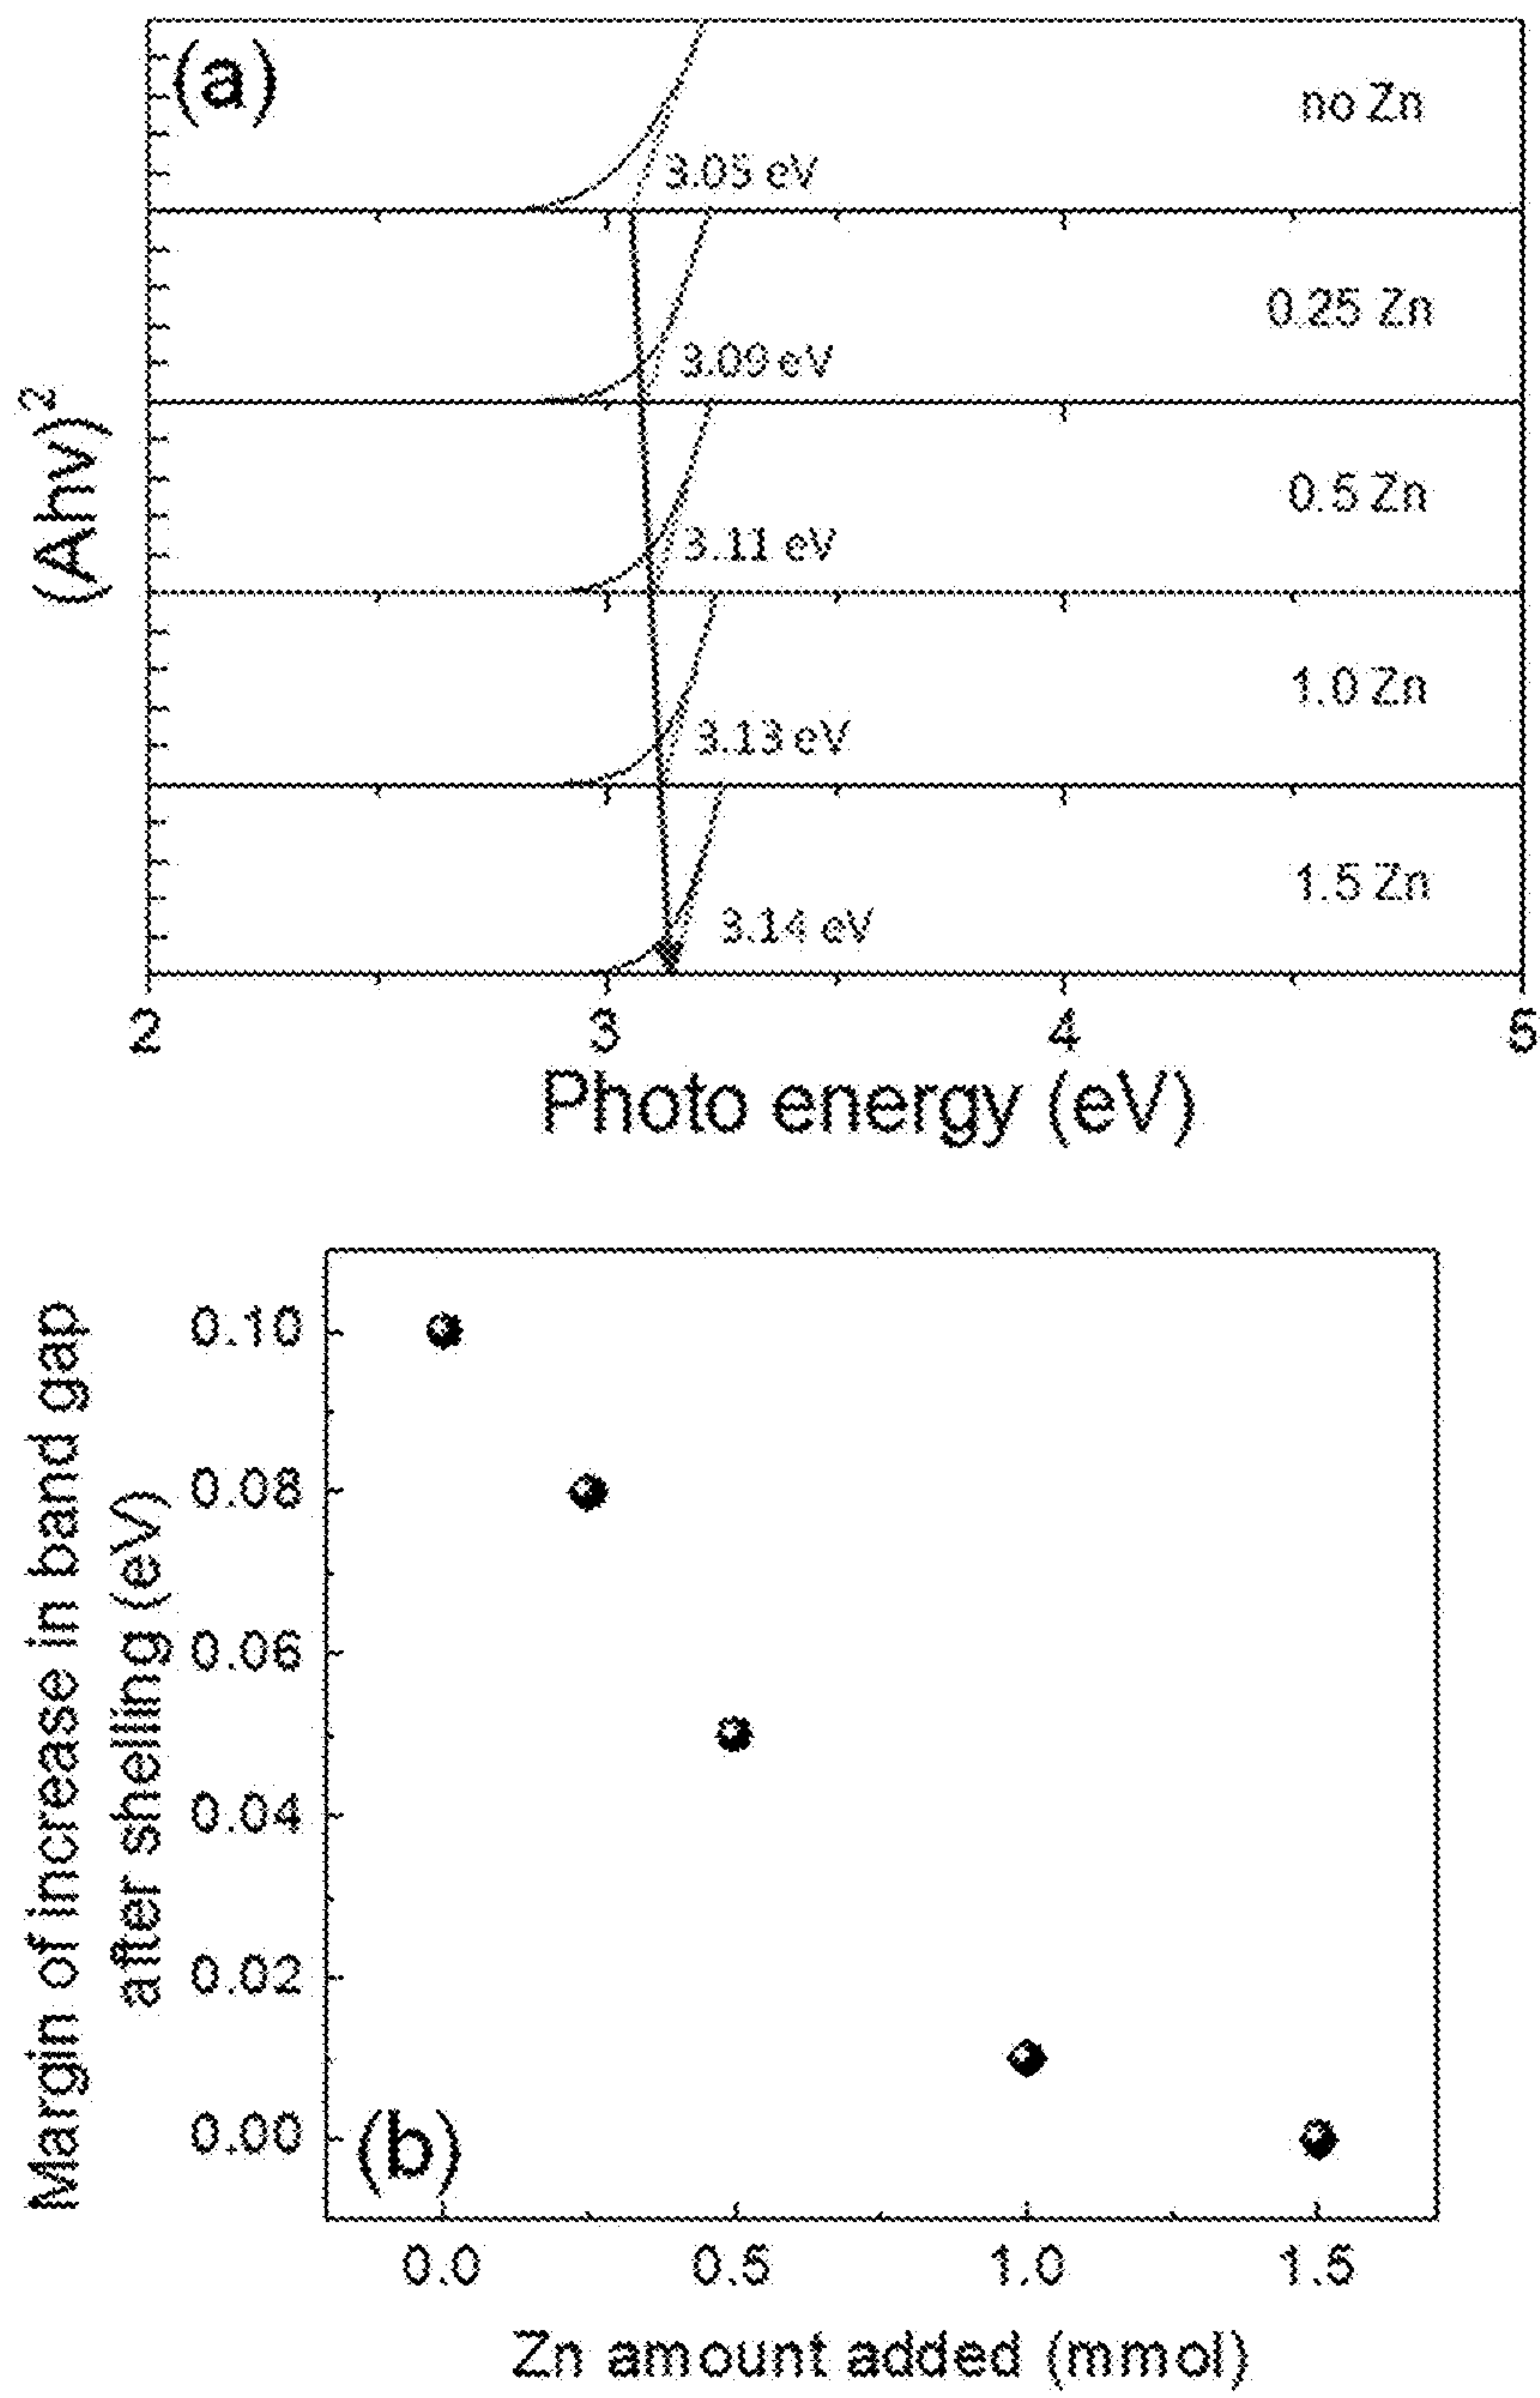 (a)
no Zn
3.05 eV
0.25 Zn
3.09 eV
0.5 Zn
3.11 eV
1.0 Zn
3.13 eV
1.5 Zn
3.14 eV
(Ahv)²
2 3 4 5
Photo energy (eV)
Margin of increase in band gap
after shelling (eV)
0.10
0.08
0.06
0.04
0.02
0.00
(b)
0.0 0.5 1.0 1.5
Zn amount added (mmol)